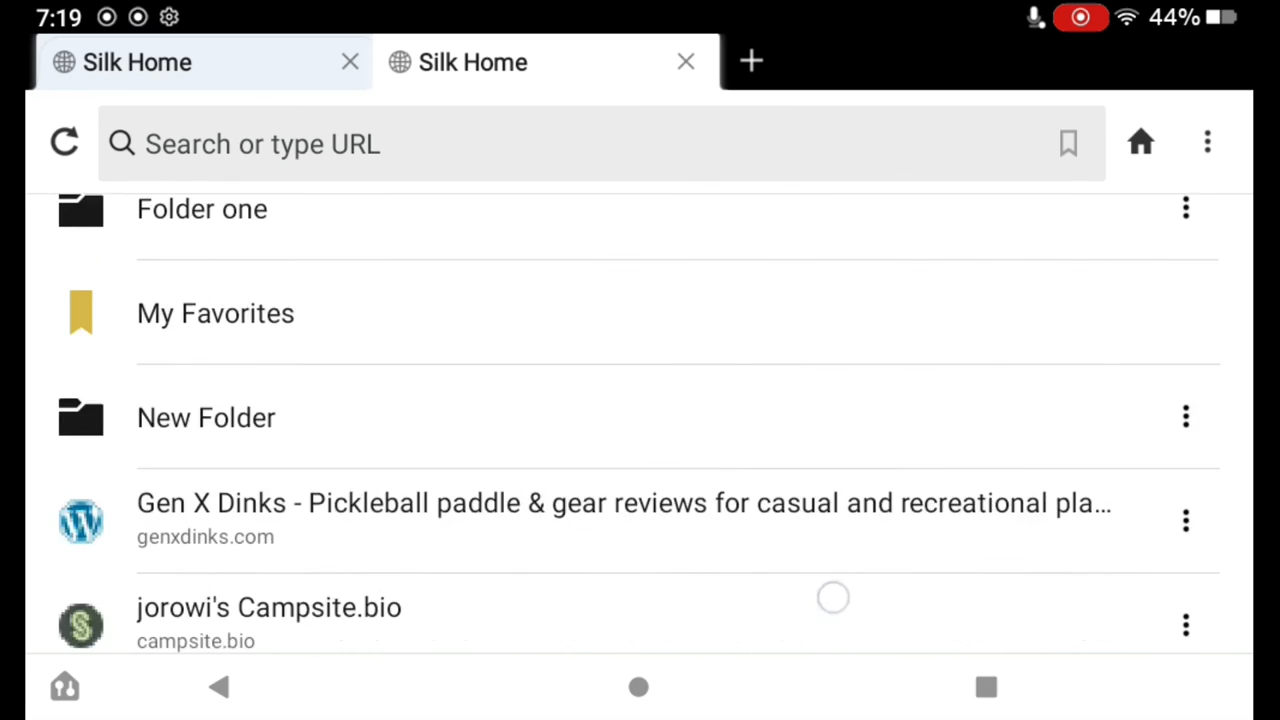 7:19
44%
Silk Home
Silk Home
Search or type URL
Folder one
My Favorites
New Folder
Gen X Dinks - Pickleball paddle & gear reviews for casual and recreational pla...
genxdinks.com
jorowi's Campsite.bio
campsite.bio